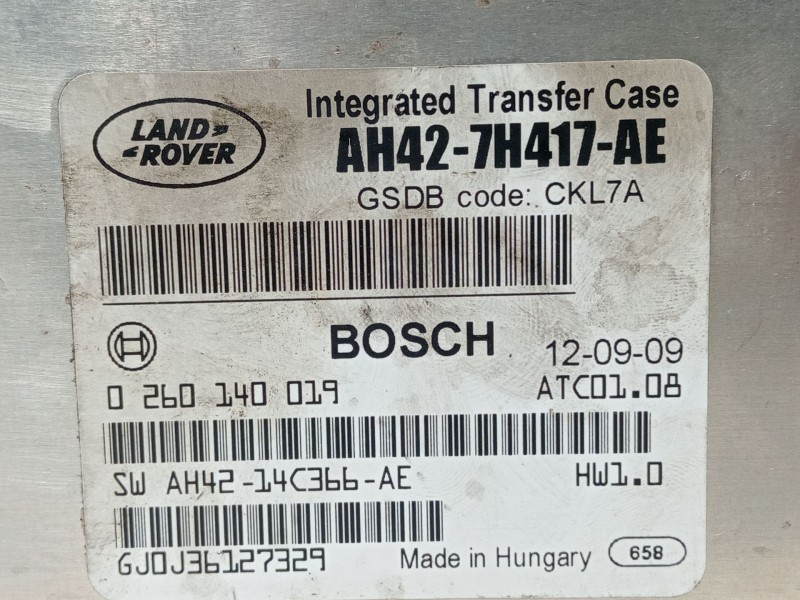 LAND ROVER
Integrated Transfer Case
AH42-7H417-AE
GSDB code: CKL7A
BOSCH 12-09-09
0 260 140 019 ATC01.08
SW AH42-14C366-AE HW1.0
GJ0J36127329 Made in Hungary 658